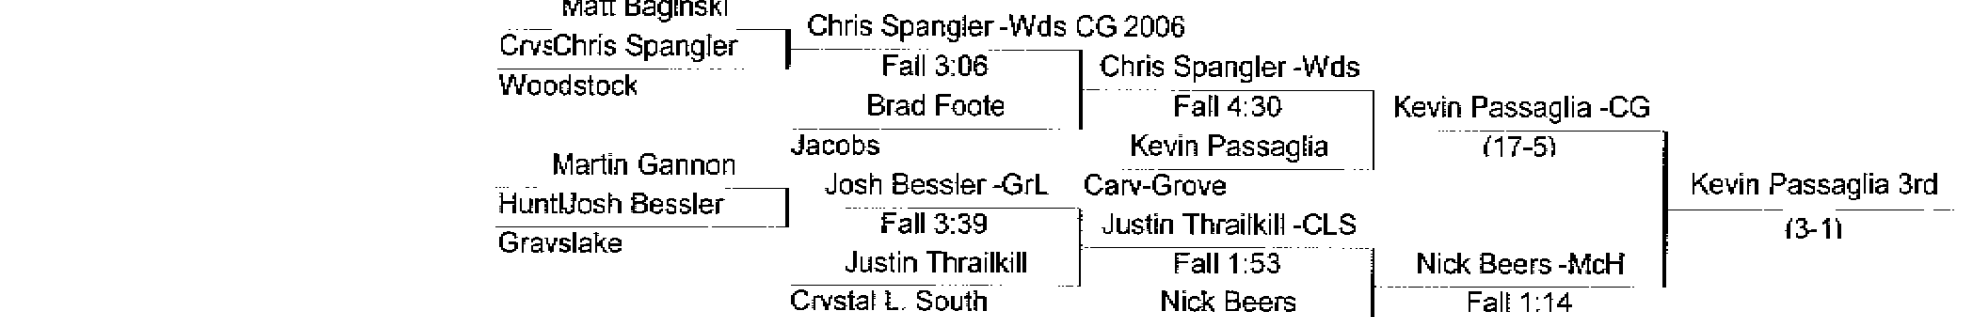 Matt Baginski
CrvsChris Spangler
Woodstock
Martin Gannon
HuntlJosh Bessler
Gravslake
Chris Spangler -Wds CG 2006
Fall 3:06
Brad Foote
Jacobs
Josh Bessler -GrL
Fall 3:39
Justin Thrailkill
Crvstal L. South
Chris Spangler -Wds
Fall 4:30
Kevin Passaglia
Carv-Grove
Justin Thrailkill -CLS
Fall 1:53
Nick Beers
Kevin Passaglia -CG
(17-5)
Nick Beers -McH
Fall 1:14
Kevin Passaglia 3rd
(3-1)